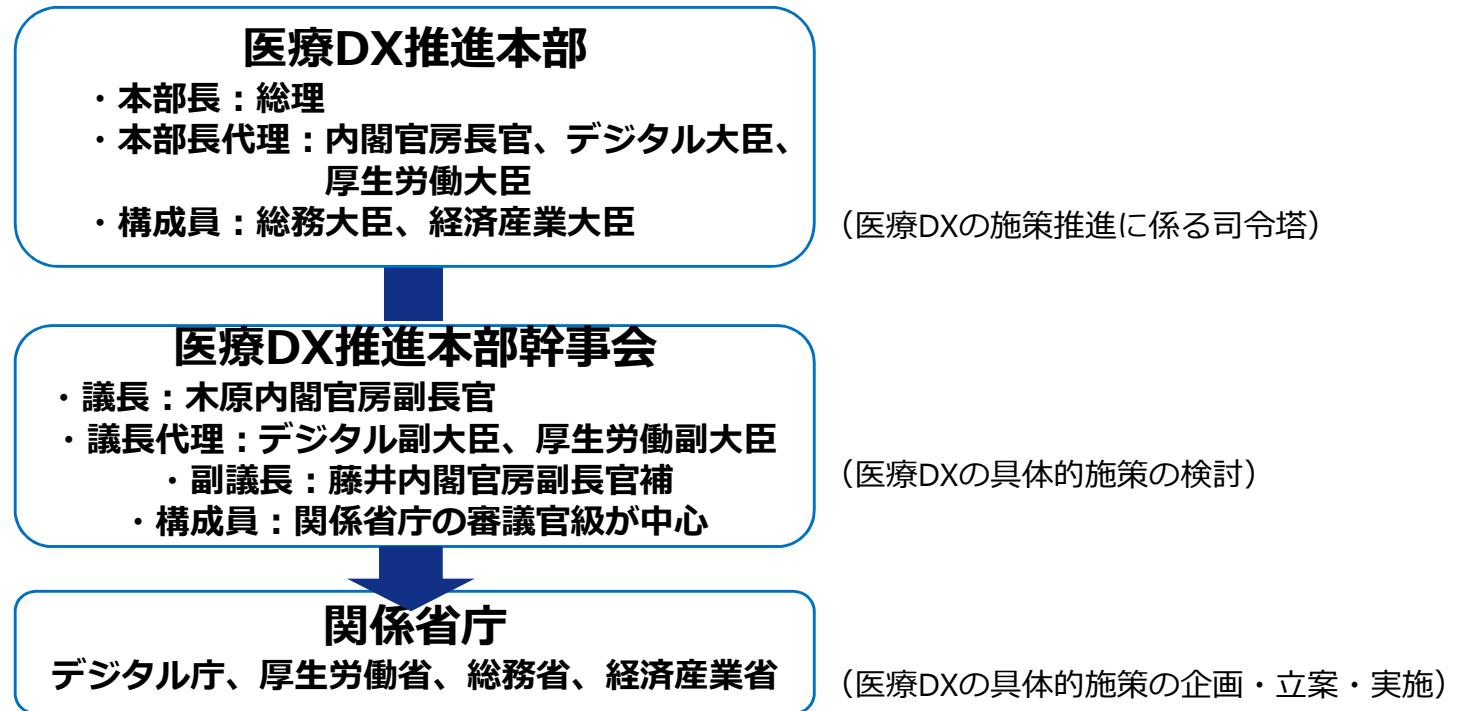 医療DX推進本部
・本部長：総理
・本部長代理：内閣官房長官、デジタル大臣、
厚生労働大臣
・構成員：総務大臣、経済産業大臣
（医療DXの施策推進に係る司令塔）
医療DX推進本部幹事会
・議長：木原内閣官房副長官
・議長代理：デジタル副大臣、厚生労働副大臣
・副議長：藤井内閣官房副長官補
・構成員：関係省庁の審議官級が中心
（医療DXの具体的施策の検討）
関係省庁
デジタル庁、厚生労働省、総務省、経済産業省
（医療DXの具体的施策の企画・立案・実施）